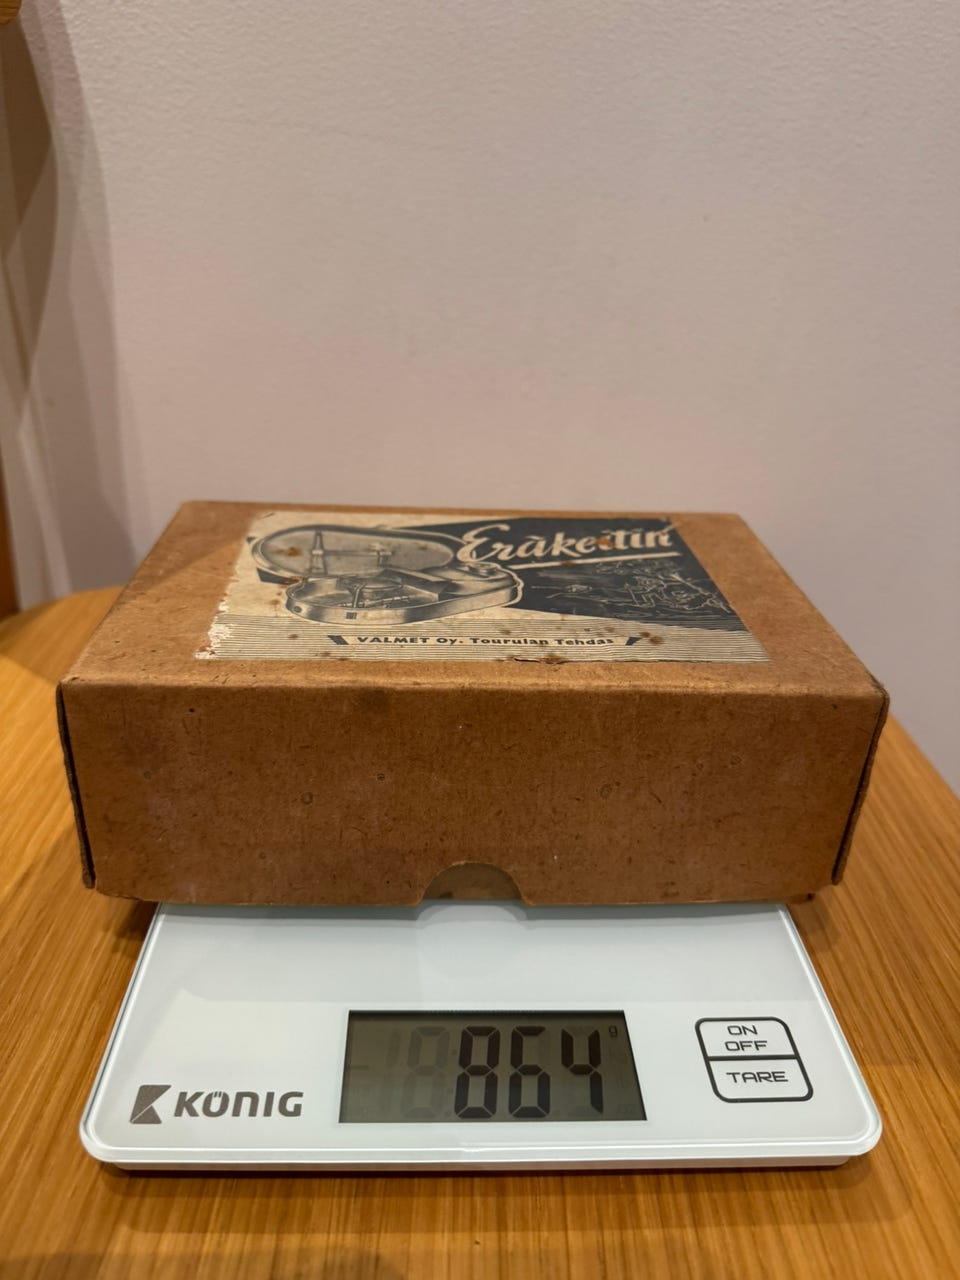 Eräkeitin
VALMET Oy. Tourulan Tehdas
864 g
ON
OFF
TARE
KÖNIG